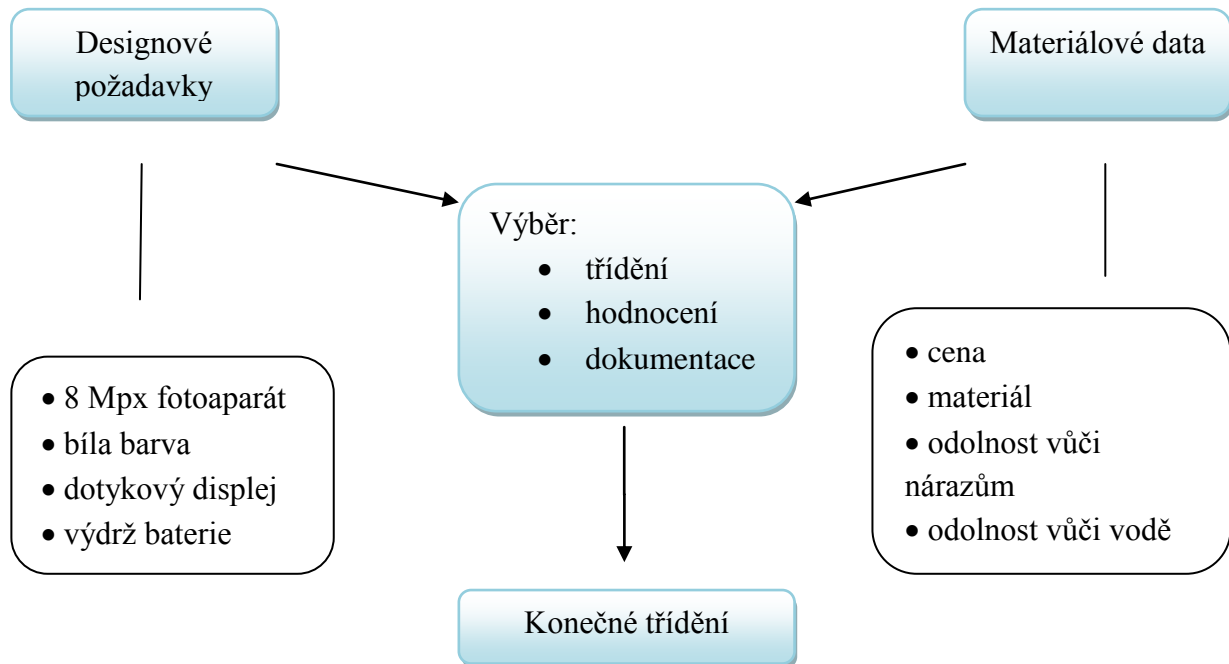 Designové
požadavky
Materiálové data
Výběr:
• třídění
• hodnocení
• dokumentace
• 8 Mpx fotoaparát
• bíla barva
• dotykový displej
• výdrž baterie
• cena
• materiál
• odolnost vůči
nárazům
• odolnost vůči vodě
Konečné třídění